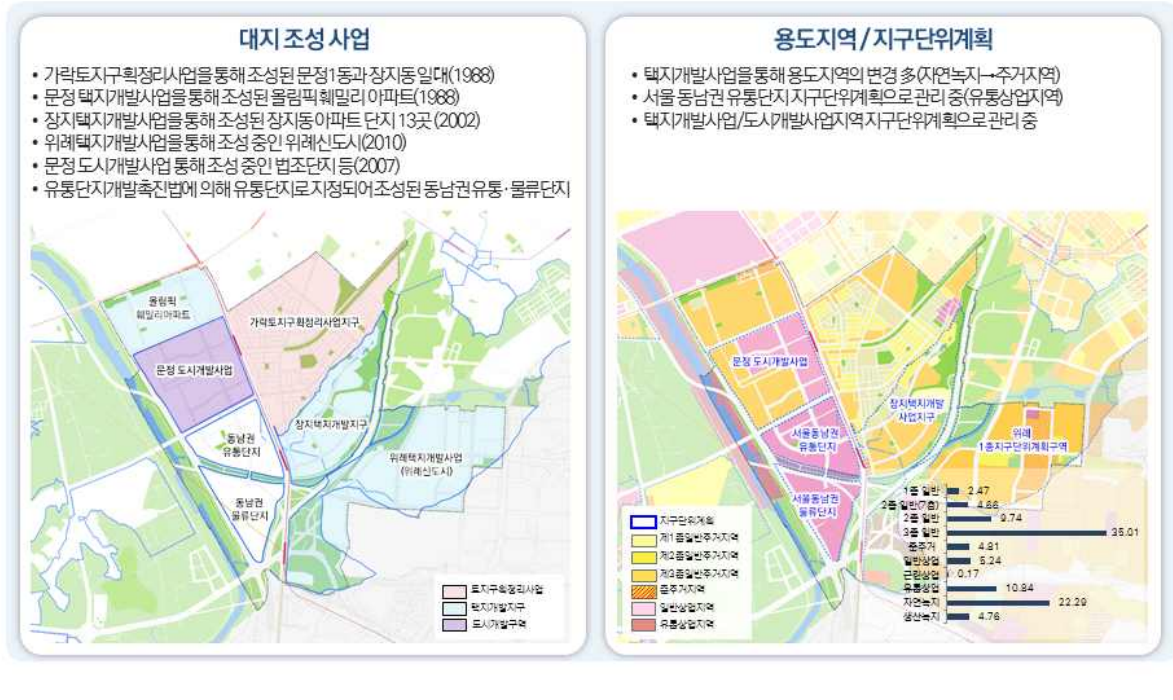 대지 조성 사업
• 가락토지구획정리사업을 통해 조성된 문정1동과 장지동 일대(1988)
• 문정 택지개발사업을 통해 조성된 올림픽 훼밀리 아파트(1988)
• 장지택지개발사업을 통해 조성된 장지동 아파트 단지 13곳 (2002)
• 위례택지개발사업을 통해 조성 중인 위례신도시(2010)
• 문정 도시개발사업 통해 조성 중인 법조단지 등(2007)
• 유통단지개발촉진법에 의해 유통단지로 지정되어 조성된 동남권 유통·물류단지
올림픽
훼밀리아파트
가락토지구획정리사업지구
문정 도시개발사업
장지택지개발지구
동남권
유통단지
위례택지개발사업
(위례신도시)
동남권
물류단지
토지구획정리사업
택지개발지구
도시개발구역
용도지역 / 지구단위계획
• 택지개발사업을 통해 용도지역의 변경 多(자연녹지→주거지역)
• 서울 동남권 유통단지 지구단위계획으로 관리 중(유통상업지역)
• 택지개발사업/도시개발사업지역 지구단위계획으로 관리 중
문정 도시개발사업
장지택지개발
사업지구
서울동남권
유통단지
위례
1종지구단위계획구역
서울동남권
물류단지
지구단위계획
제1종일반주거지역
제2종일반주거지역
제3종일반주거지역
준주거지역
일반상업지역
유통상업지역
1종 일반 2.47
2종 일반(7층) 4.66
2종 일반 9.74
3종 일반 35.01
준주거 4.81
일반상업 5.24
근린상업 0.17
유통상업 10.84
자연녹지 22.29
생산녹지 4.76